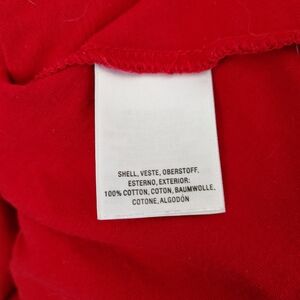 SHELL, VESTE, OBERSTOFF,
ESTERNO, EXTERIOR:
100% COTTON, COTON, BAUMWOLLE,
COTONE, ALGODÓN